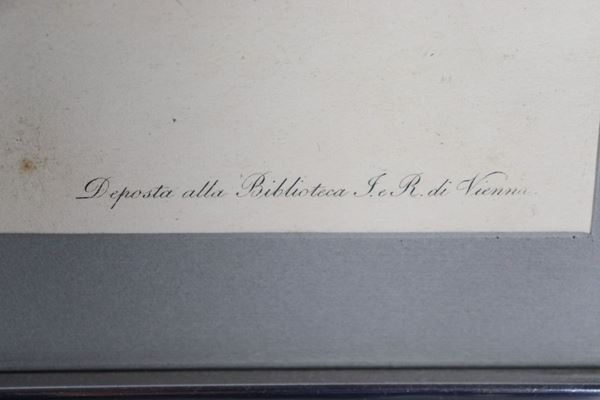 Deposta alla Biblioteca I. e R. di Vienna.